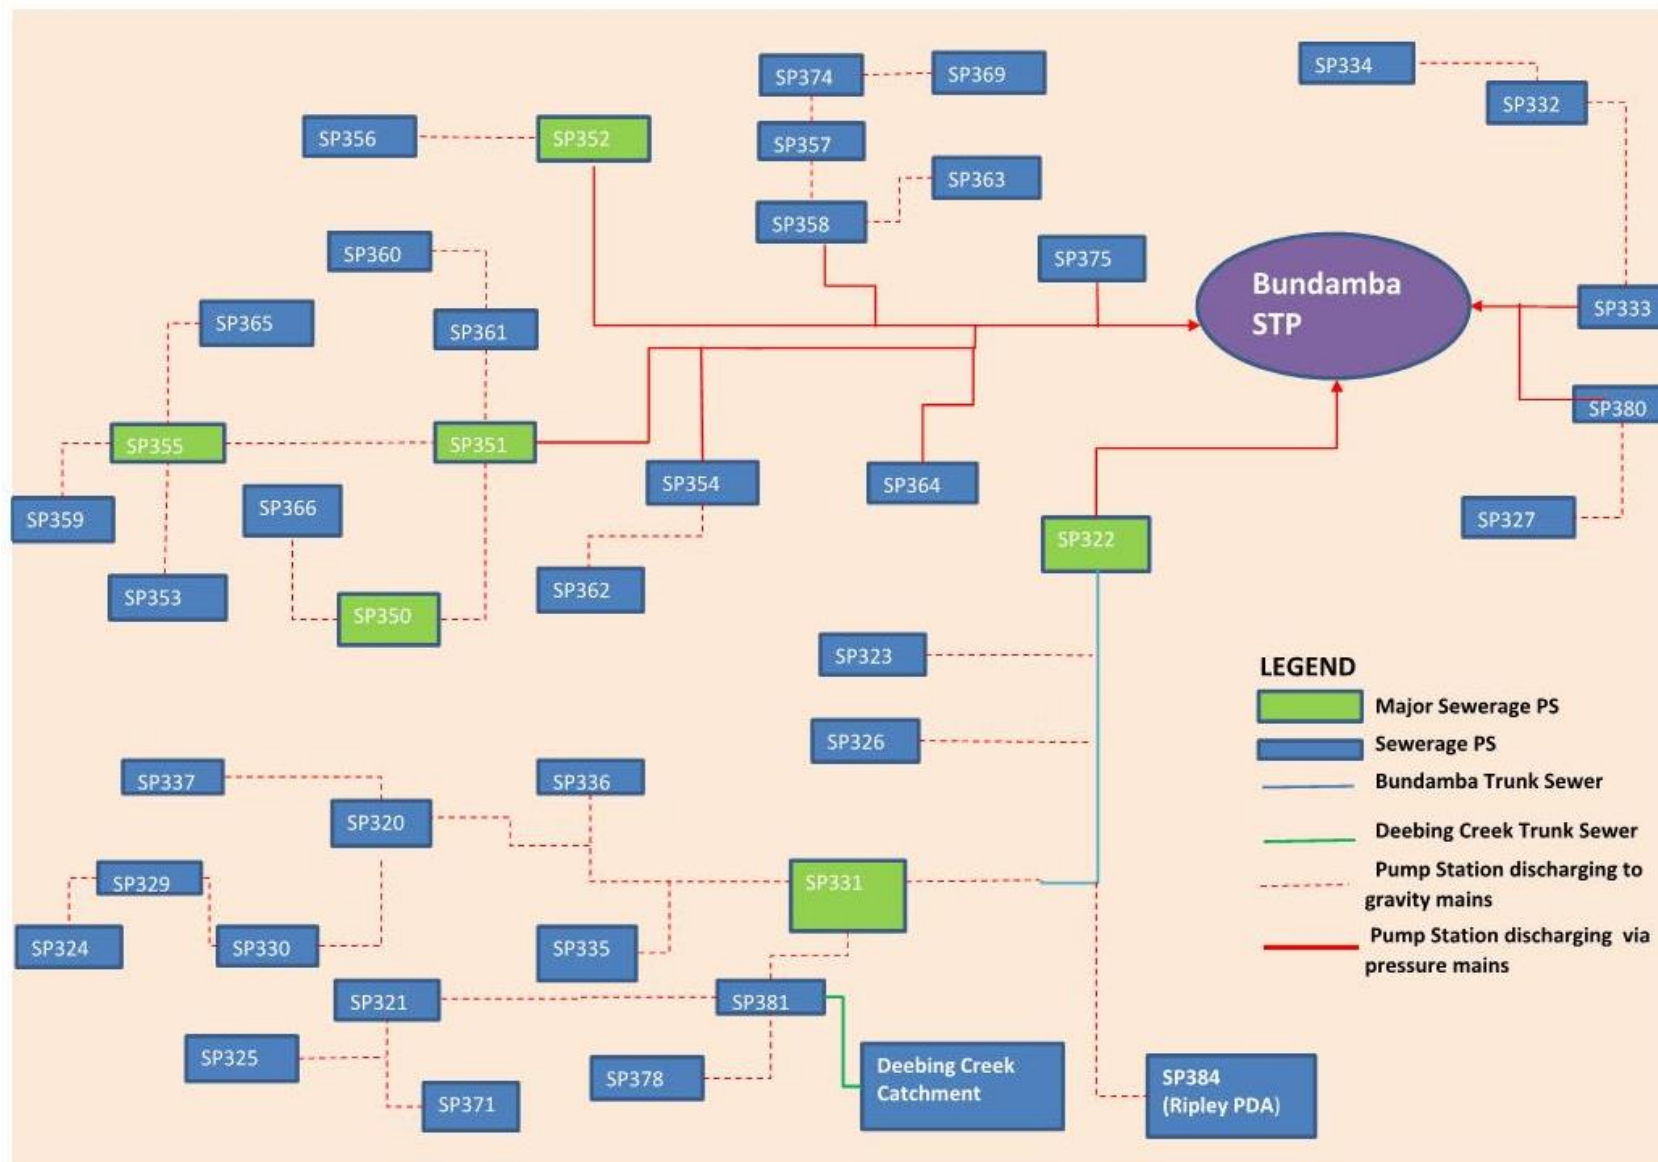 SP374
SP369
SP334
SP332
SP356
SP352
SP357
SP363
SP358
SP360
SP375
SP365
SP361
Bundamba
STP
SP333
SP380
SP355
SP351
SP354
SP364
SP359
SP366
SP327
SP322
SP353
SP350
SP362
SP323
SP326
LEGEND
Major Sewerage PS
Sewerage PS
Bundamba Trunk Sewer
Deebing Creek Trunk Sewer
Pump Station discharging to
gravity mains
Pump Station discharging via
pressure mains
SP337
SP336
SP320
SP329
SP331
SP324
SP330
SP335
SP321
SP381
SP325
SP378
SP371
Deebing Creek
Catchment
SP384
(Ripley PDA)